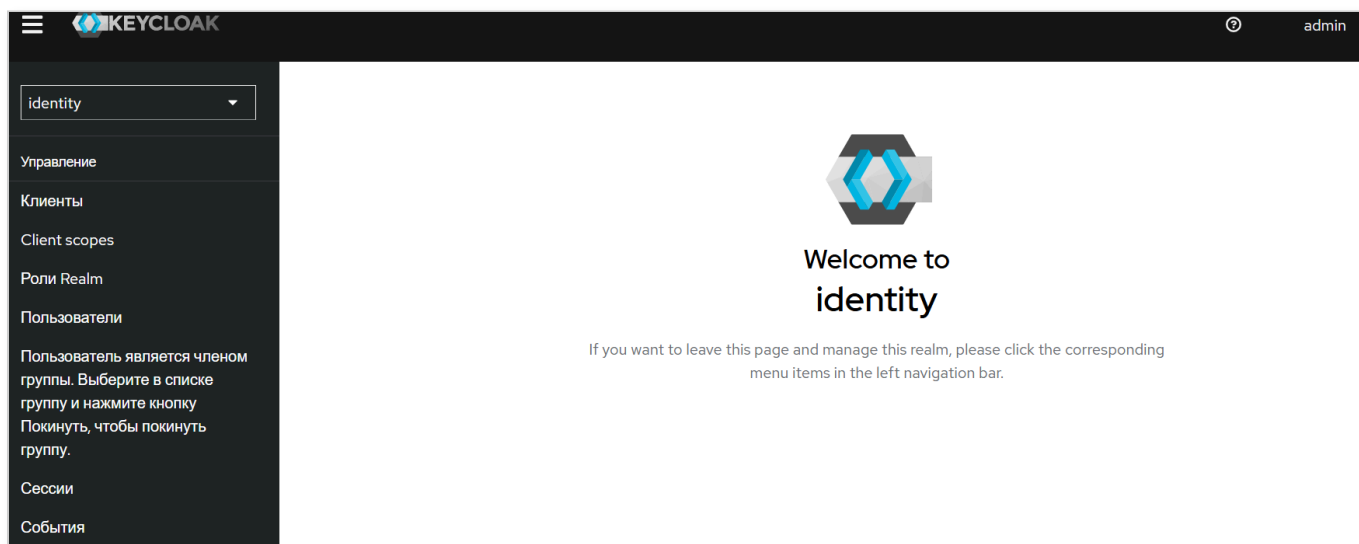 KEYCLOAK
admin
identity
Управление
Клиенты
Client scopes
Роли Realm
Пользователи
Пользователь является членом
группы. Выберите в списке
группу и нажмите кнопку
Покинуть, чтобы покинуть
группу.
Сессии
События
Welcome to
identity
If you want to leave this page and manage this realm, please click the corresponding
menu items in the left navigation bar.